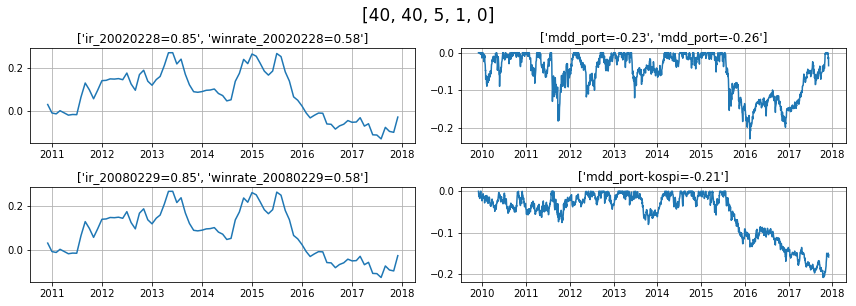 [40, 40, 5, 1, 0]
['ir_20020228=0.85', 'winrate_20020228=0.58']
0.2
0.0
2011 2012 2013 2014 2015 2016 2017 2018
['mdd_port=-0.23', 'mdd_port=-0.26']
0.0
−0.1
−0.2
2010 2011 2012 2013 2014 2015 2016 2017 2018
['ir_20080229=0.85', 'winrate_20080229=0.58']
0.2
0.0
2011 2012 2013 2014 2015 2016 2017 2018
['mdd_port-kospi=-0.21']
0.0
−0.1
−0.2
2010 2011 2012 2013 2014 2015 2016 2017 2018